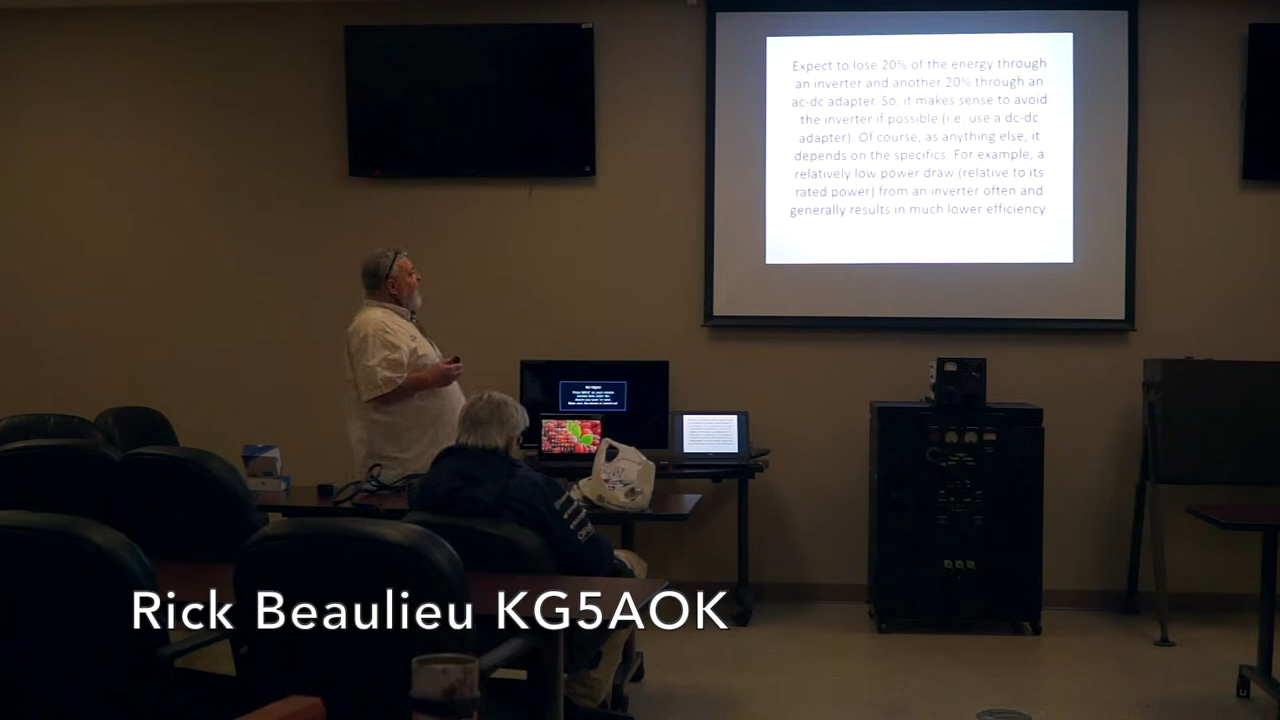 Expect to lose 20% of the energy through
an inverter and another 20% through an
ac-dc adapter. So, it makes sense to avoid
the inverter if possible (i.e. use a dc-dc
adapter). Of course, as anything else, it
depends on the specifics. For example, a
relatively low power draw (relative to its
rated power) from an inverter often and
generally results in much lower efficiency.
Rick Beaulieu KG5AOK